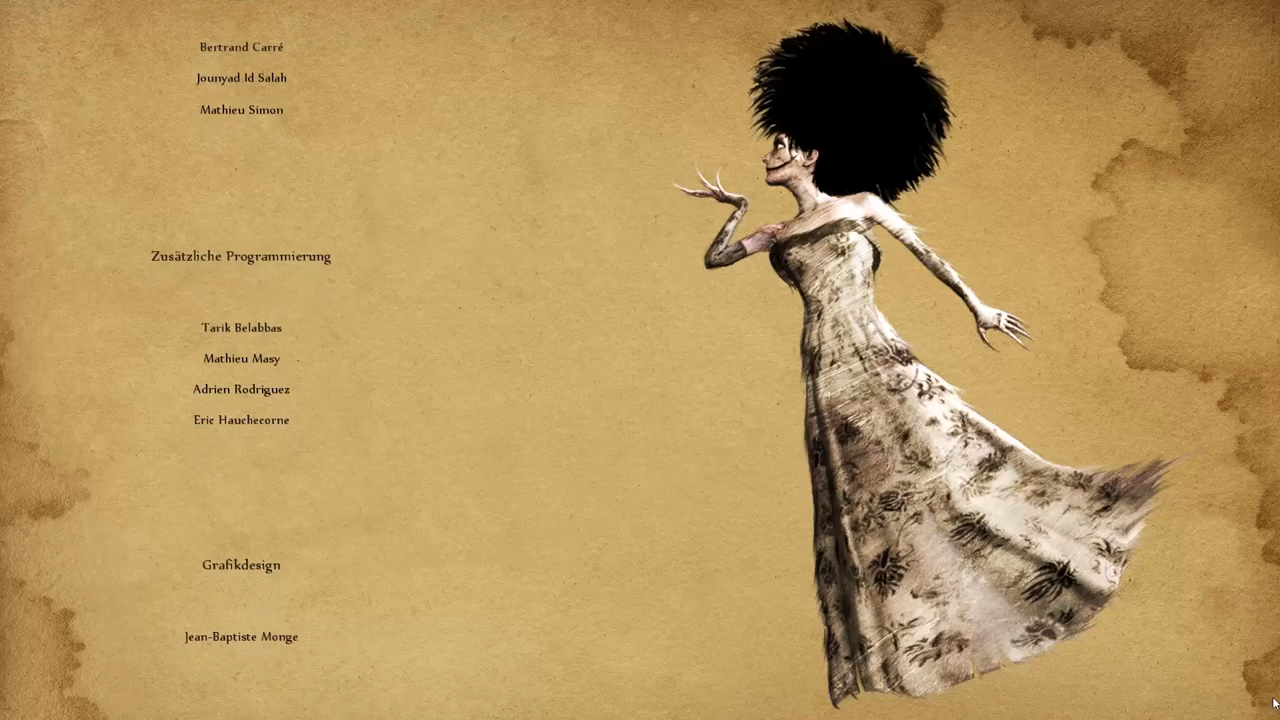 Bertrand Carré
Jounyad Id Salah
Mathieu Simon
Zusätzliche Programmierung
Tarik Belabbas
Mathieu Masy
Adrien Rodriguez
Eric Hauchecorne
Grafikdesign
Jean-Baptiste Monge